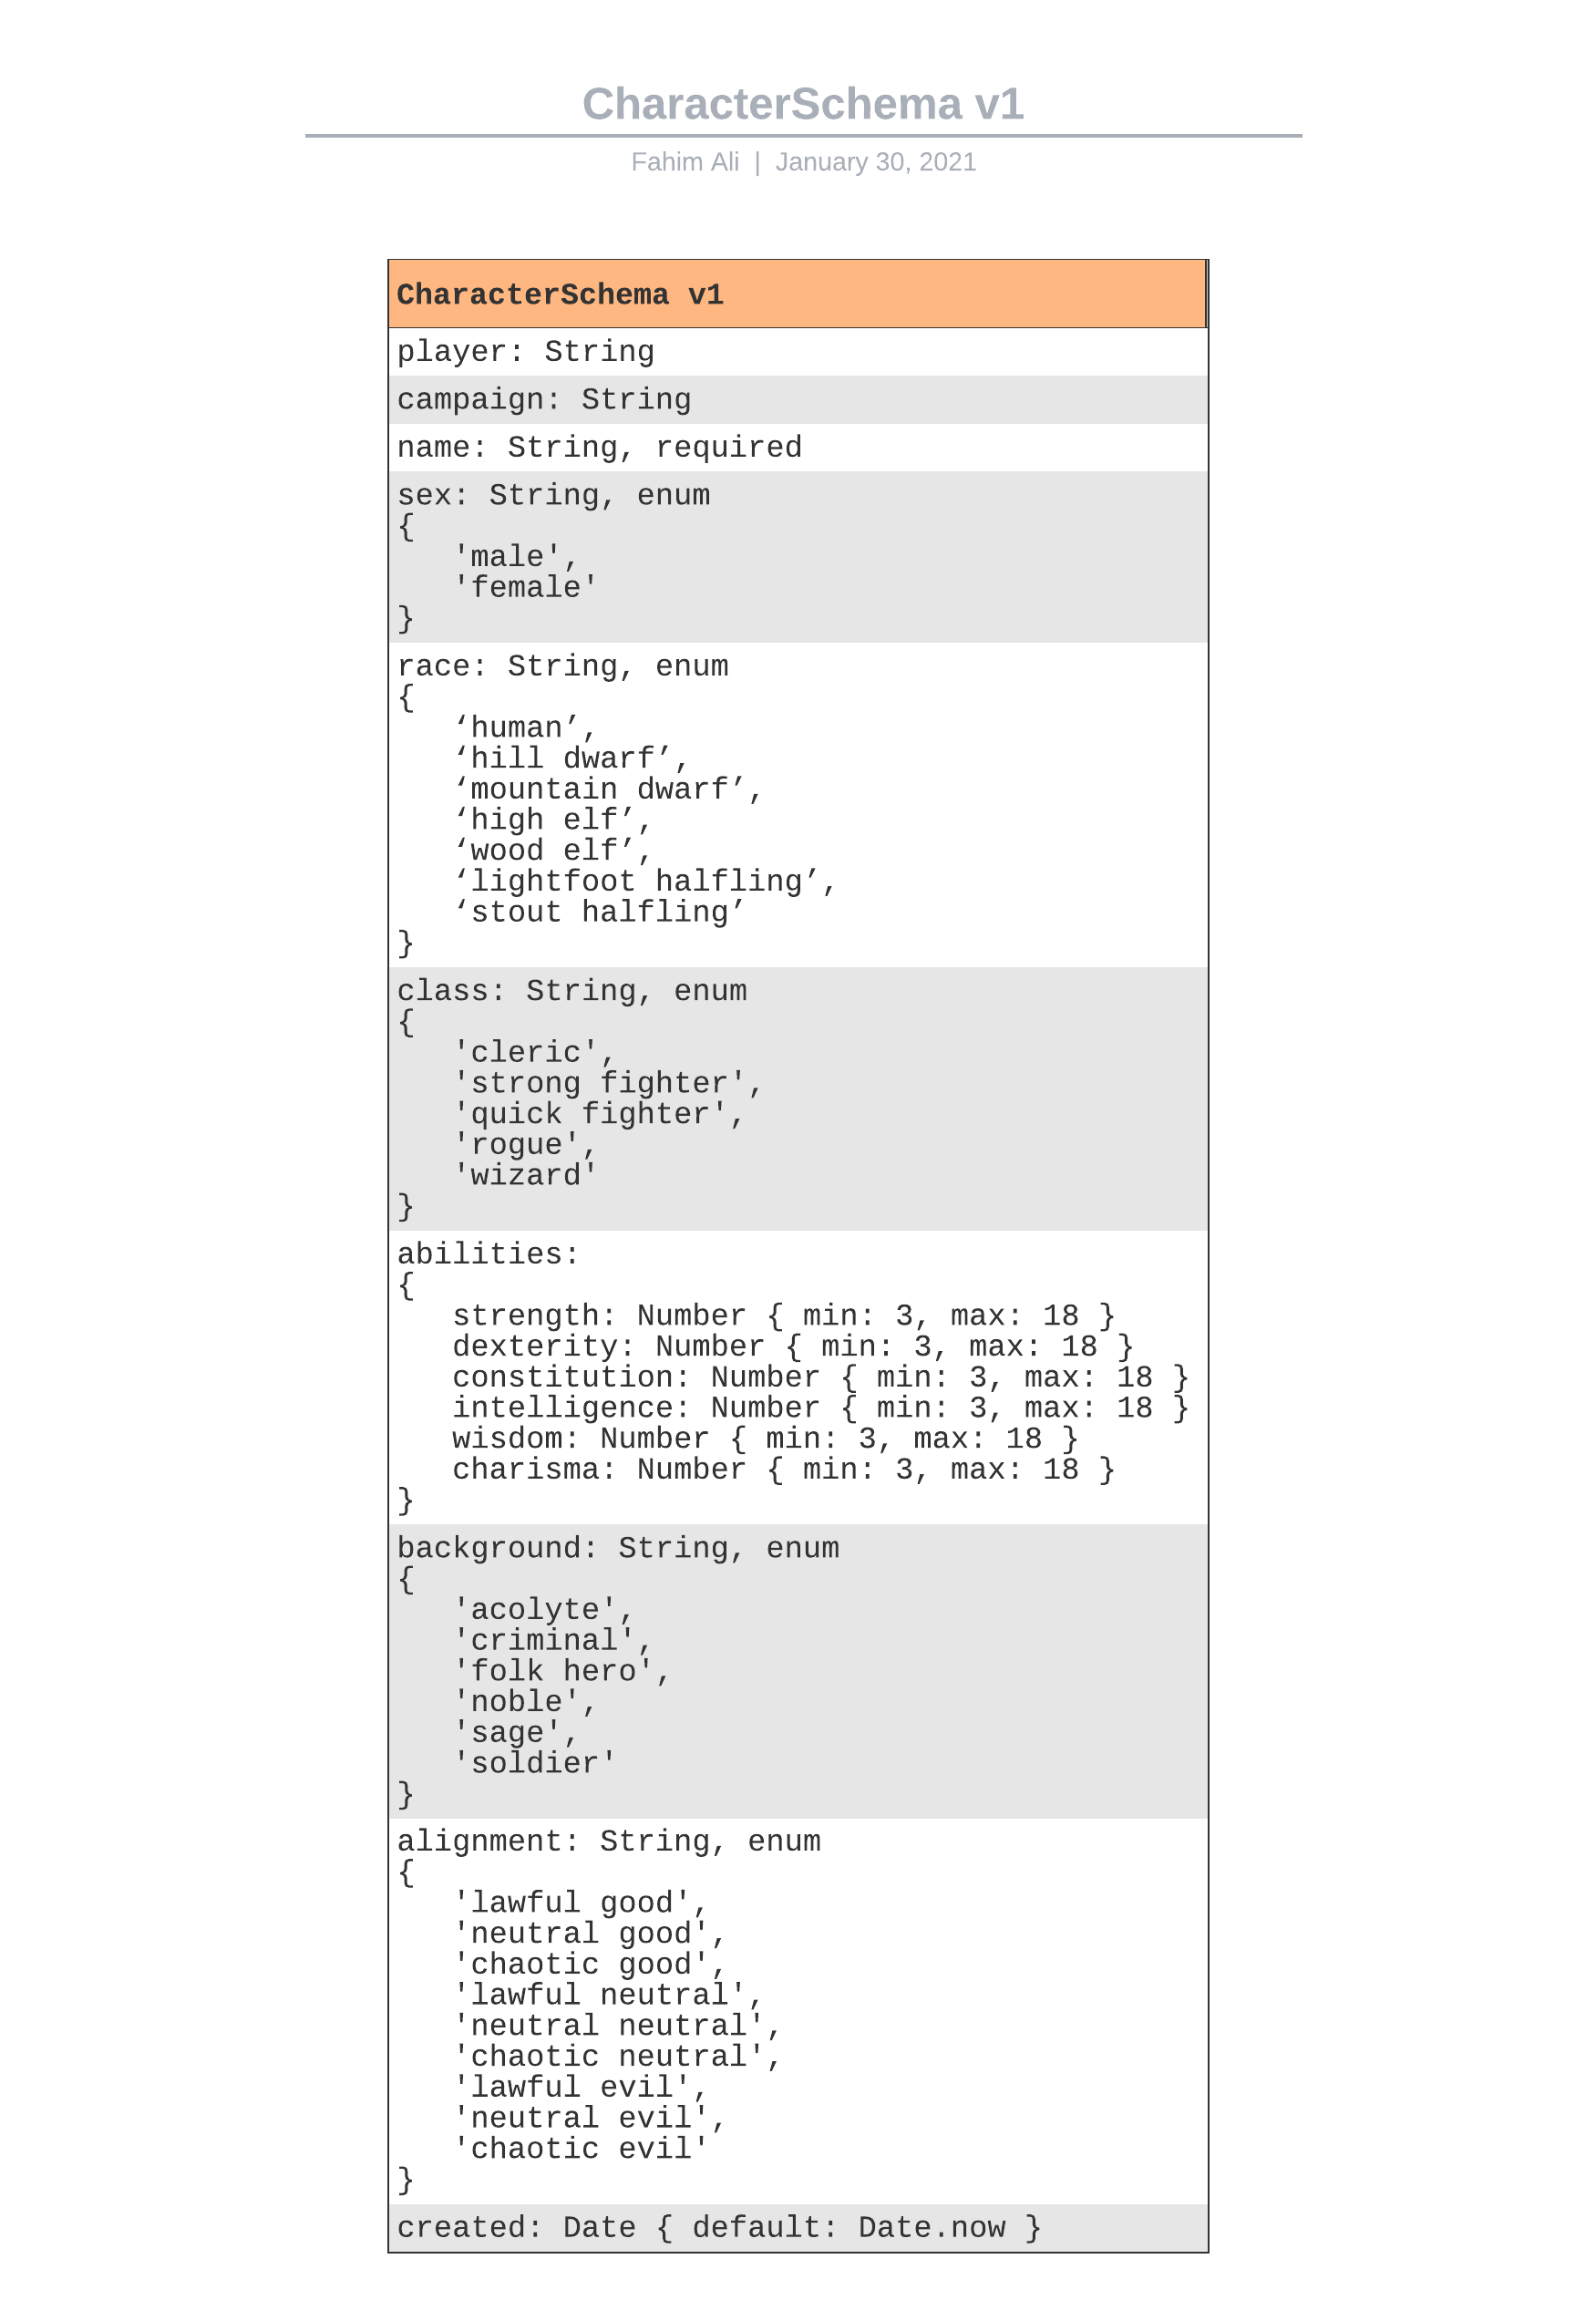 CharacterSchema v1
Fahim Ali | January 30, 2021
CharacterSchema v1
player: String
campaign: String
name: String, required
sex: String, enum
{
   'male',
   'female'
}
race: String, enum
{
   ‘human’,
   ‘hill dwarf’,
   ‘mountain dwarf’,
   ‘high elf’,
   ‘wood elf’,
   ‘lightfoot halfling’,
   ‘stout halfling’
}
class: String, enum
{
   'cleric',
   'strong fighter',
   'quick fighter',
   'rogue',
   'wizard'
}
abilities:
{
   strength: Number { min: 3, max: 18 }
   dexterity: Number { min: 3, max: 18 }
   constitution: Number { min: 3, max: 18 }
   intelligence: Number { min: 3, max: 18 }
   wisdom: Number { min: 3, max: 18 }
   charisma: Number { min: 3, max: 18 }
}
background: String, enum
{
   'acolyte',
   'criminal',
   'folk hero',
   'noble',
   'sage',
   'soldier'
}
alignment: String, enum
{
   'lawful good',
   'neutral good',
   'chaotic good',
   'lawful neutral',
   'neutral neutral',
   'chaotic neutral',
   'lawful evil',
   'neutral evil',
   'chaotic evil'
}
created: Date { default: Date.now }